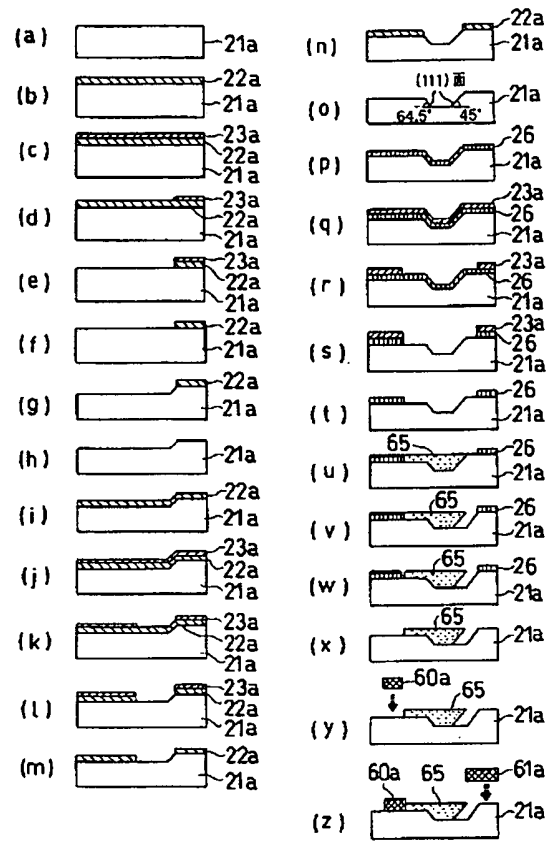 (a) 21a
(b) 22a 21a
(c) 23a 22a 21a
(d) 23a 22a 21a
(e) 23a 22a 21a
(f) 22a 21a
(g) 22a 21a
(h) 21a
(i) 22a 21a
(j) 23a 22a 21a
(k) 23a 22a 21a
(l) 23a 22a 21a
(m) 22a 21a
(n) 22a 21a
(o) (111) 面 64.5° 45° 21a
(p) 26 21a
(q) 23a 26 21a
(r) 23a 26 21a
(s) 23a 26 21a
(t) 26 21a
(u) 65 26 21a
(v) 65 26 21a
(w) 65 26 21a
(x) 65 21a
(y) 60a 65 21a
(z) 60a 65 61a 21a